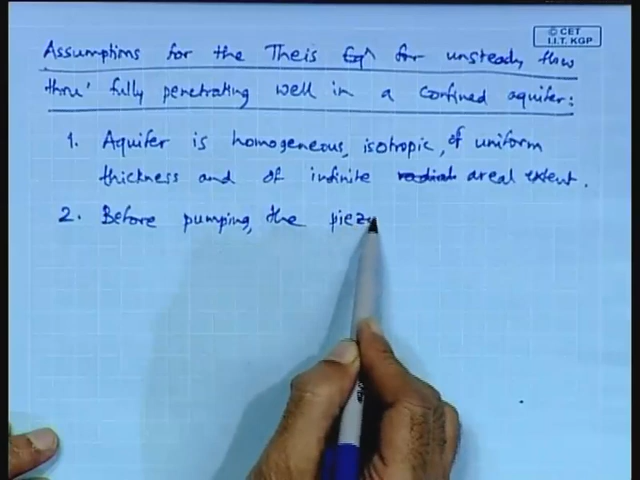 © CET
I.I.T. KGP
Assumptions for the Theis Eqn for unsteady flow
thru' fully penetrating well in a confined aquifer:
1. Aquifer is homogeneous, isotropic, of uniform
thickness and of infinite radial areal extent.
2. Before pumping, the piez